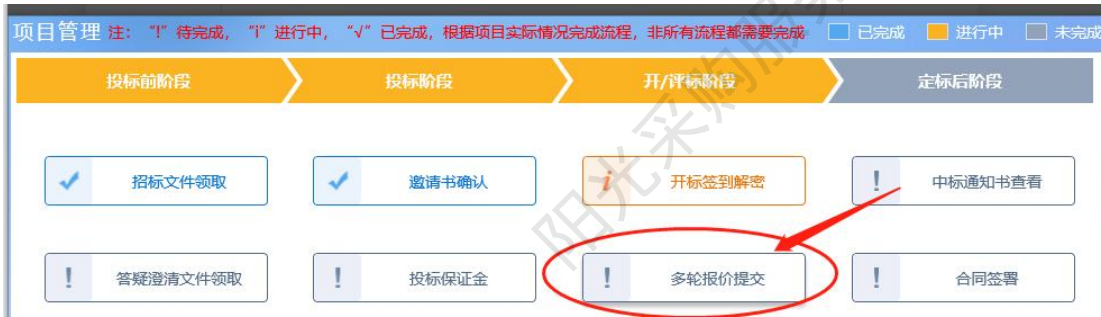 项目管理 注： “!” 待完成， “i” 进行中， “√” 已完成，根据项目实际情况完成流程，非所有流程都需要完成 已完成 进行中 未完成
投标前阶段 投标阶段 开/评标阶段 定标后阶段
招标文件领取 邀请书确认 开标签到解密 中标通知书查看
答疑澄清文件领取 投标保证金 多轮报价提交 合同签署
阳光采购服